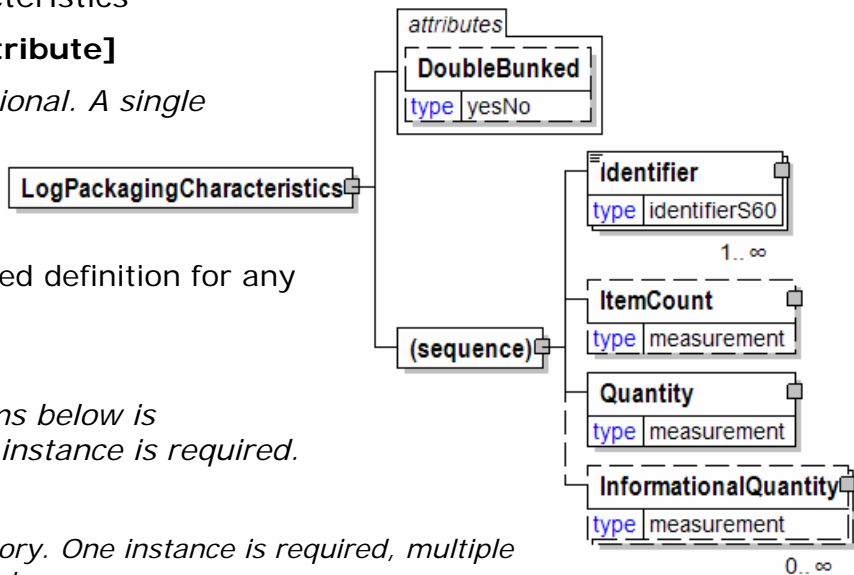 tribute]
ional. A single
ed definition for any
ns below is
instance is required.
ory. One instance is required, multiple
attributes
DoubleBunked
type yesNo
LogPackagingCharacteristics
(sequence)
Identifier
type identifierS60
1.. ∞
ItemCount
type measurement
Quantity
type measurement
InformationalQuantity
type measurement
0.. ∞